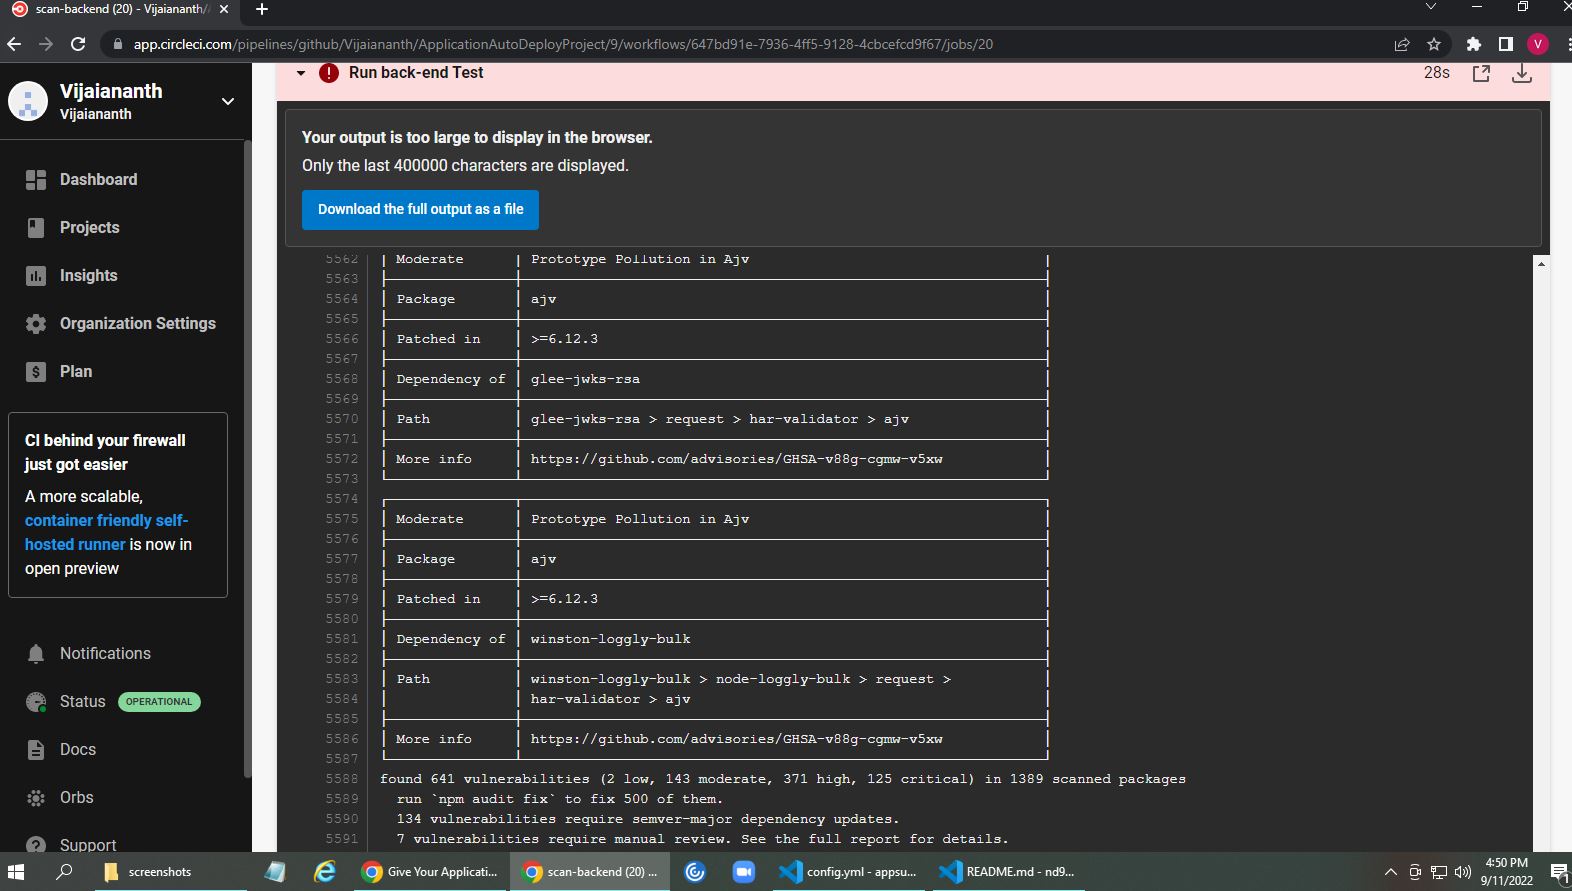 scan-backend (20) - Vijaiananth/
app.circleci.com/pipelines/github/Vijaiananth/ApplicationAutoDeployProject/9/workflows/647bd91e-7936-4ff5-9128-4cbcefcd9f67/jobs/20
V
Vijaiananth
Vijaiananth
Dashboard
Projects
Insights
Organization Settings
Plan
CI behind your firewall
just got easier
A more scalable,
container friendly self-
hosted runner is now in
open preview
Notifications
Status OPERATIONAL
Docs
Orbs
Support
Run back-end Test 28s
Your output is too large to display in the browser.
Only the last 400000 characters are displayed.
Download the full output as a file
5562 | Moderate | Prototype Pollution in Ajv |
5563
5564 | Package | ajv |
5565
5566 | Patched in | >=6.12.3 |
5567
5568 | Dependency of | glee-jwks-rsa |
5569
5570 | Path | glee-jwks-rsa > request > har-validator > ajv |
5571
5572 | More info | https://github.com/advisories/GHSA-v88g-cgmw-v5xw |
5573
5574
5575 | Moderate | Prototype Pollution in Ajv |
5576
5577 | Package | ajv |
5578
5579 | Patched in | >=6.12.3 |
5580
5581 | Dependency of | winston-loggly-bulk |
5582
5583 | Path | winston-loggly-bulk > node-loggly-bulk > request > |
5584 | | har-validator > ajv |
5585
5586 | More info | https://github.com/advisories/GHSA-v88g-cgmw-v5xw |
5587
5588 found 641 vulnerabilities (2 low, 143 moderate, 371 high, 125 critical) in 1389 scanned packages
5589 run `npm audit fix` to fix 500 of them.
5590 134 vulnerabilities require semver-major dependency updates.
5591 7 vulnerabilities require manual review. See the full report for details.
screenshots
Give Your Applicati...
scan-backend (20) ...
config.yml - appsu...
README.md - nd9...
4:50 PM
9/11/2022
1